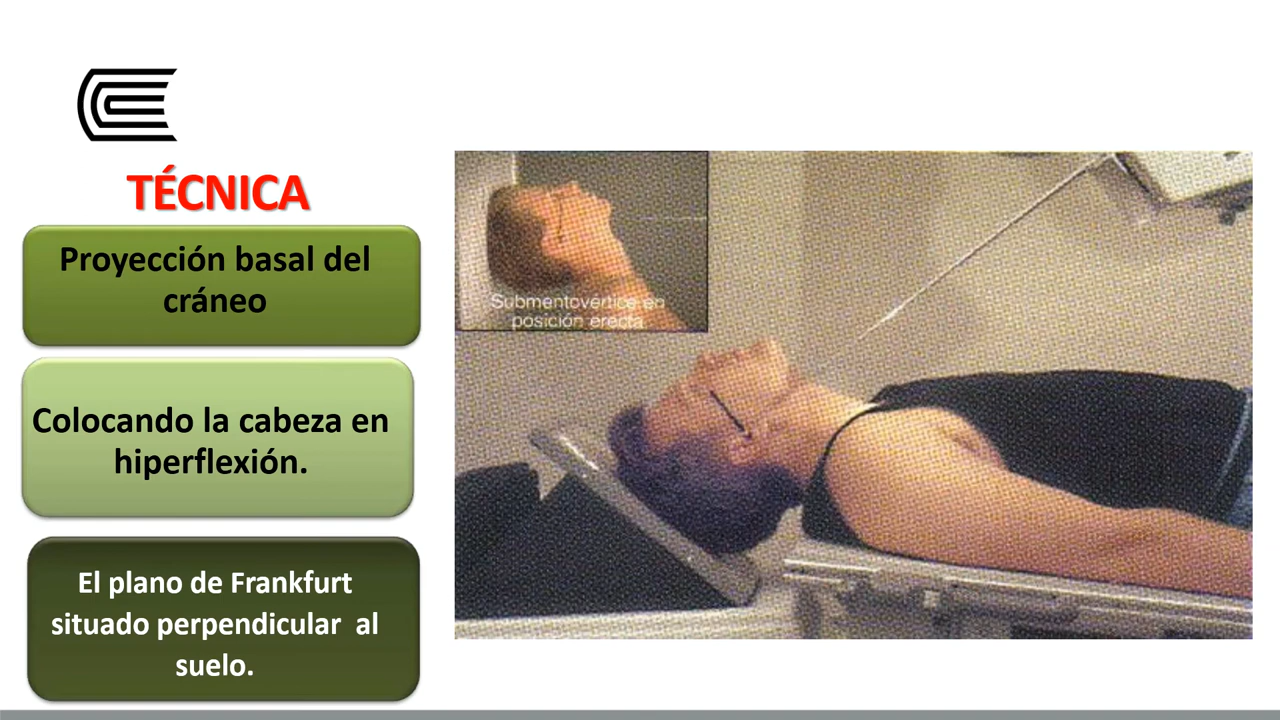 TÉCNICA
Proyección basal del
cráneo
Colocando la cabeza en
hiperflexión.
El plano de Frankfurt
situado perpendicular al
suelo.
Submentovértice en
posición erecta